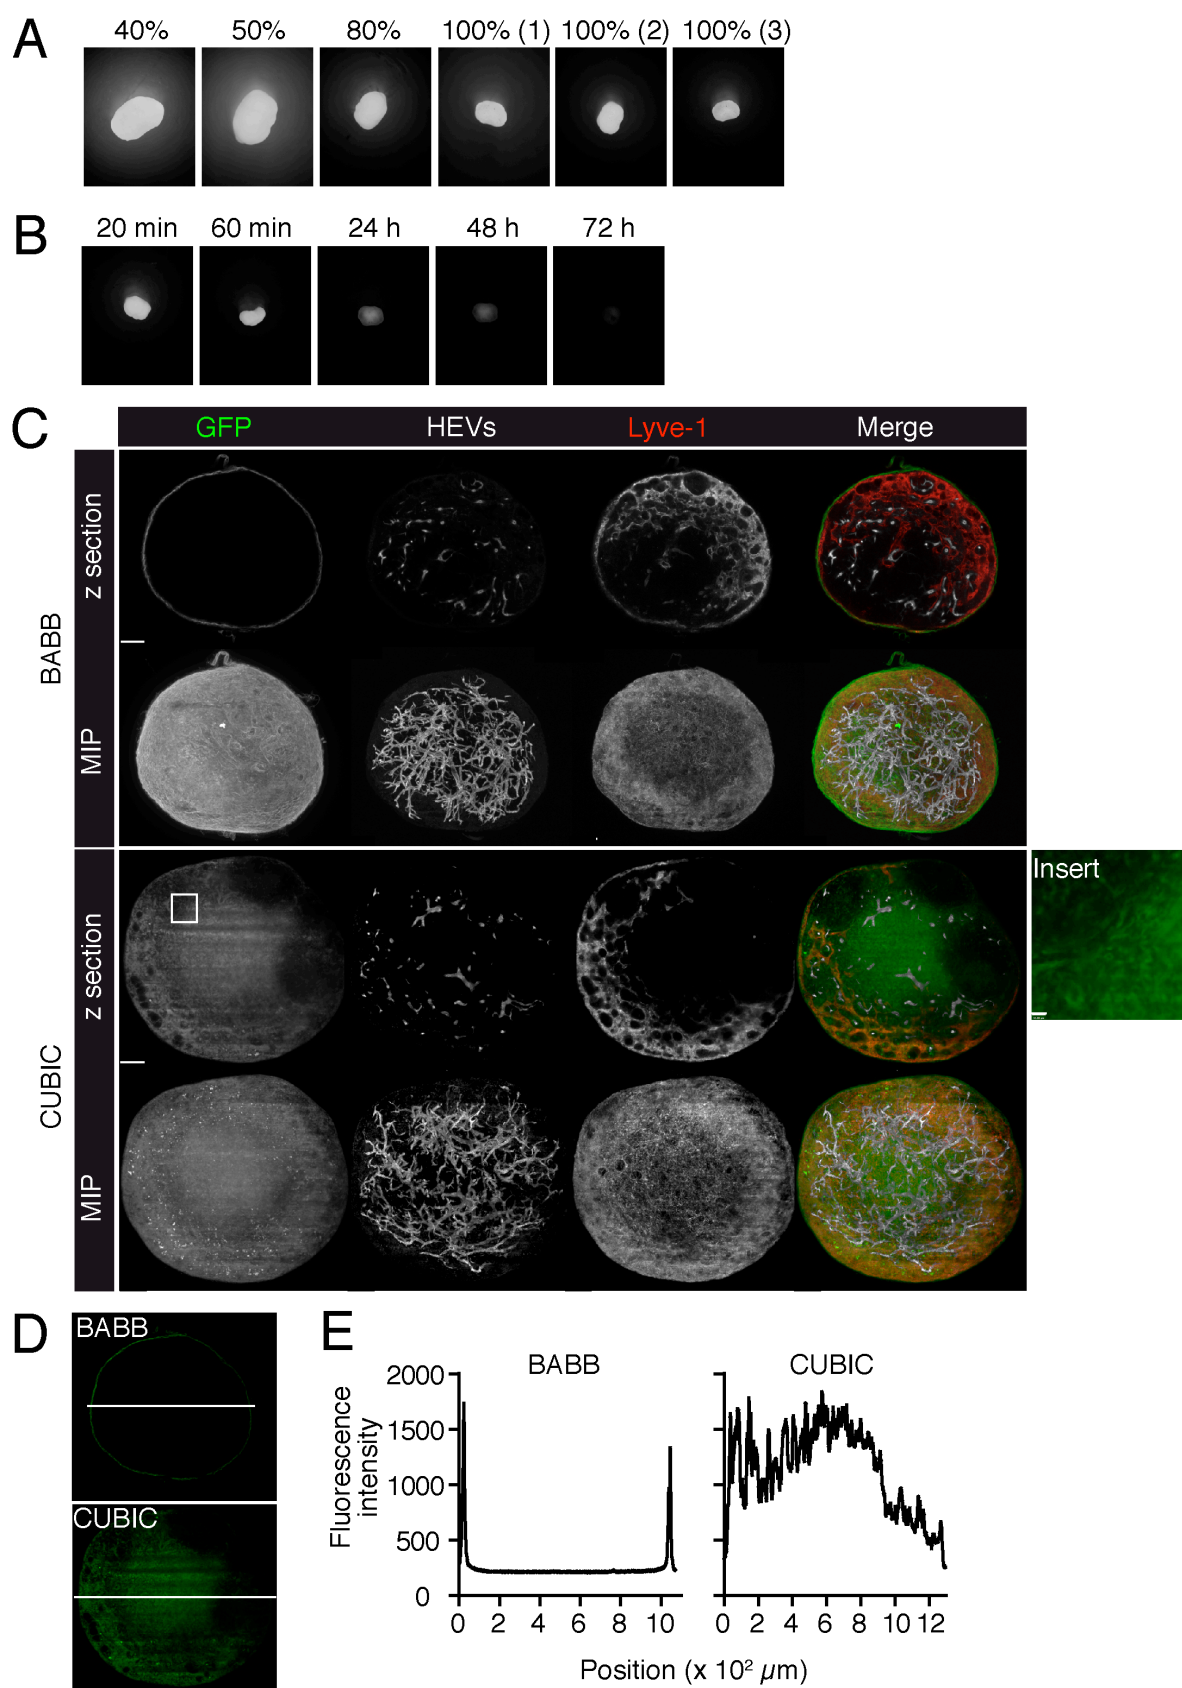 A
40% 50% 80% 100% (1) 100% (2) 100% (3)
B
20 min 60 min 24 h 48 h 72 h
C
GFP HEVs Lyve-1 Merge
BABB
z section
MIP
CUBIC
z section
MIP
Insert
D
BABB
CUBIC
E
BABB CUBIC
Fluorescence
intensity
2000
1500
1000
500
0
0 2 4 6 8 10 0 2 4 6 8 10 12
Position (x 10² µm)